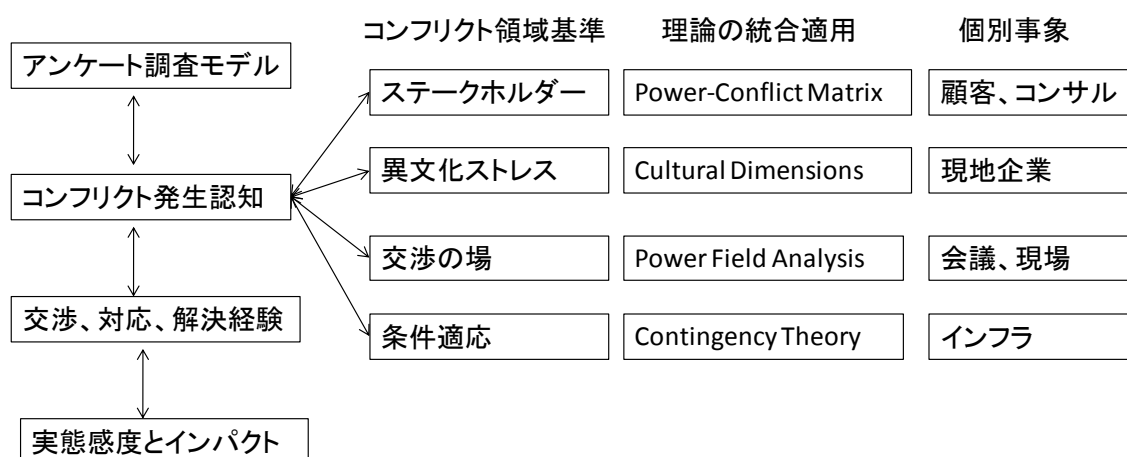 コンフリクト領域基準 理論の統合適用 個別事象
アンケート調査モデル
ステークホルダー Power-Conflict Matrix 顧客、コンサル
異文化ストレス Cultural Dimensions 現地企業
コンフリクト発生認知
交渉の場 Power Field Analysis 会議、現場
交渉、対応、解決経験
条件適応 Contingency Theory インフラ
実態感度とインパクト